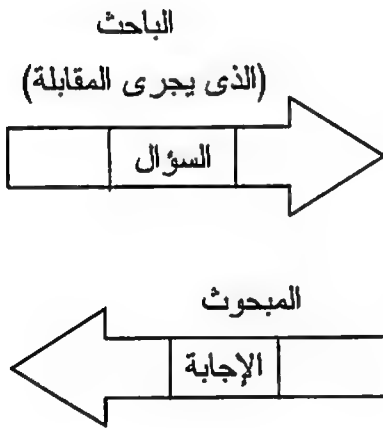 الباحث
(الذى يجرى المقابلة)
السؤال
المبحوث
الإجابة